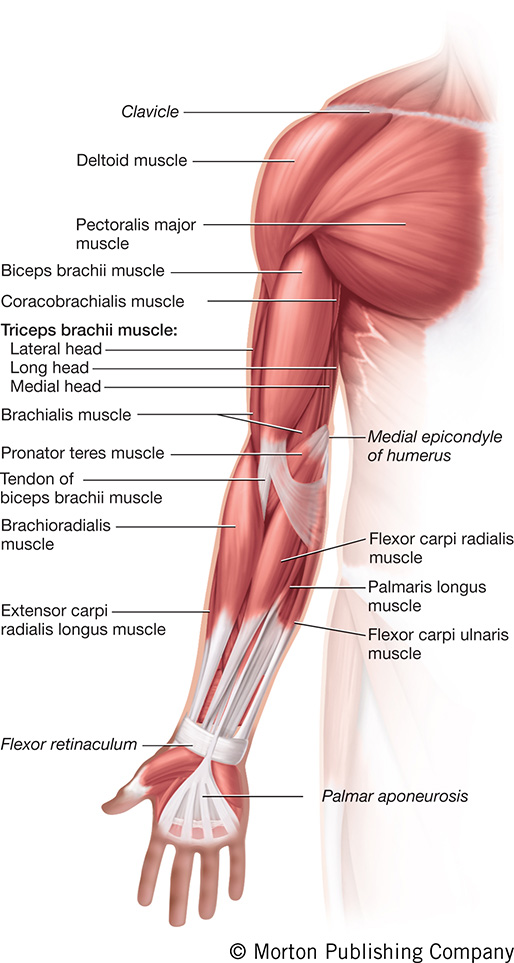 Clavicle
Deltoid muscle
Pectoralis major
muscle
Biceps brachii muscle
Coracobrachialis muscle
Triceps brachii muscle:
Lateral head
Long head
Medial head
Brachialis muscle
Pronator teres muscle
Tendon of
biceps brachii muscle
Brachioradialis
muscle
Extensor carpi
radialis longus muscle
Flexor retinaculum
Medial epicondyle
of humerus
Flexor carpi radialis
muscle
Palmaris longus
muscle
Flexor carpi ulnaris
muscle
Palmar aponeurosis
© Morton Publishing Company